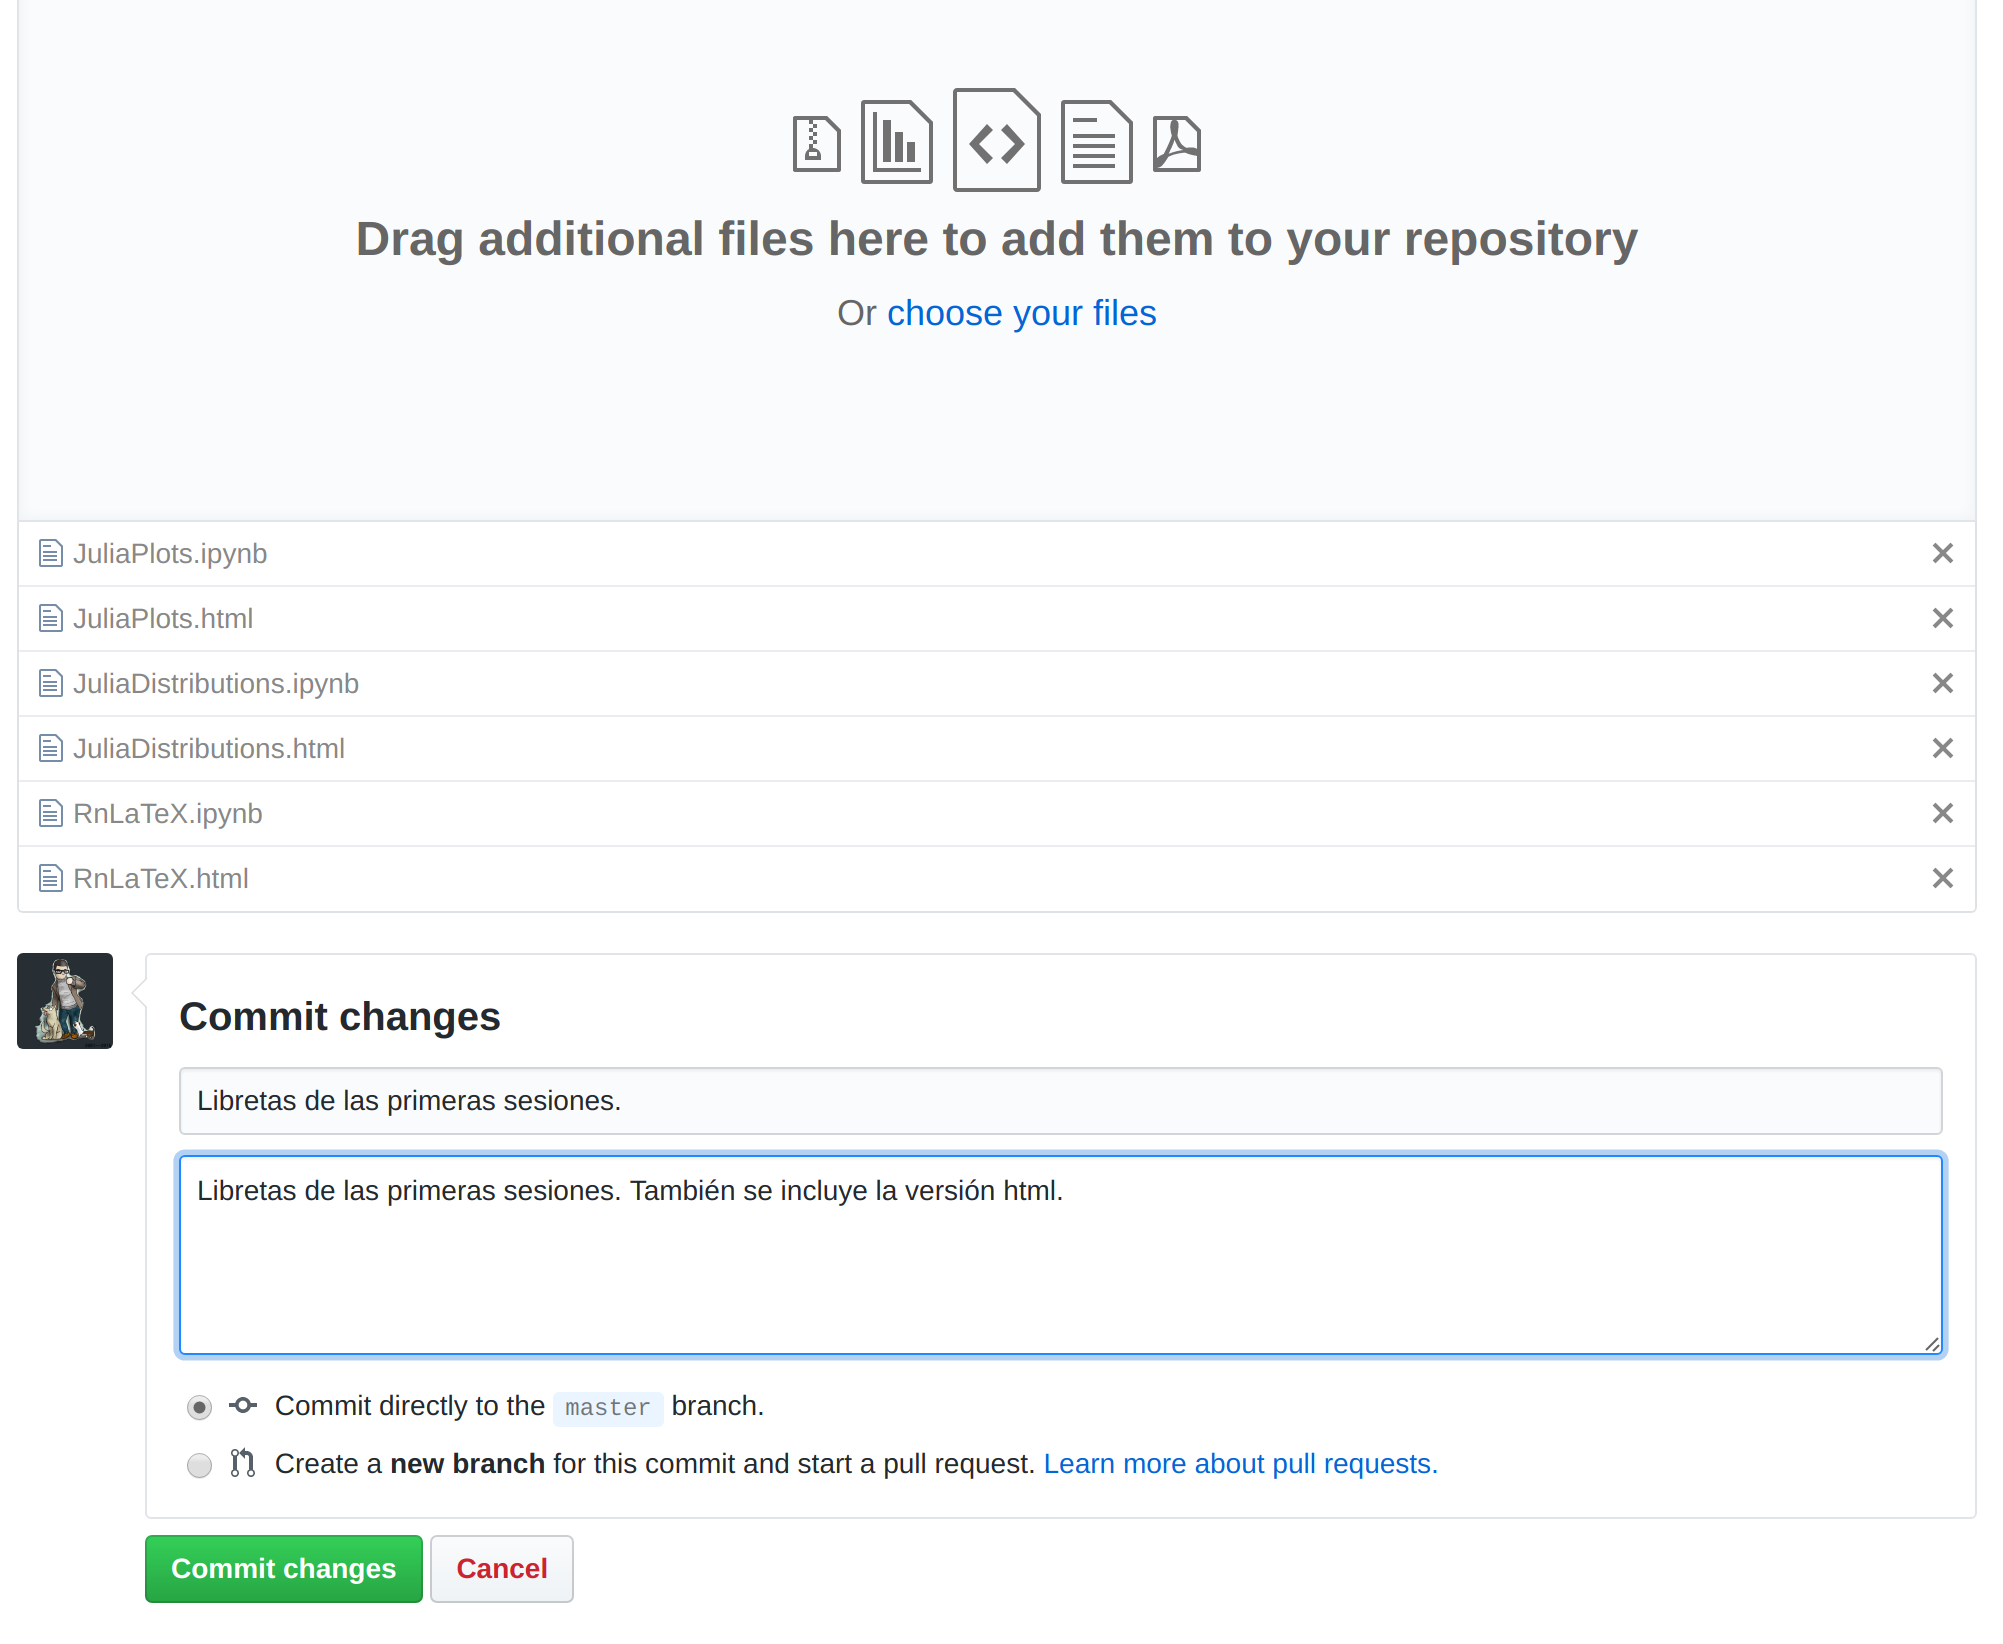 Drag additional files here to add them to your repository
Or choose your files
JuliaPlots.ipynb
JuliaPlots.html
JuliaDistributions.ipynb
JuliaDistributions.html
RnLaTeX.ipynb
RnLaTeX.html
Commit changes
Libretas de las primeras sesiones.
Libretas de las primeras sesiones. También se incluye la versión html.
Commit directly to the master branch.
Create a new branch for this commit and start a pull request. Learn more about pull requests.
Commit changes Cancel